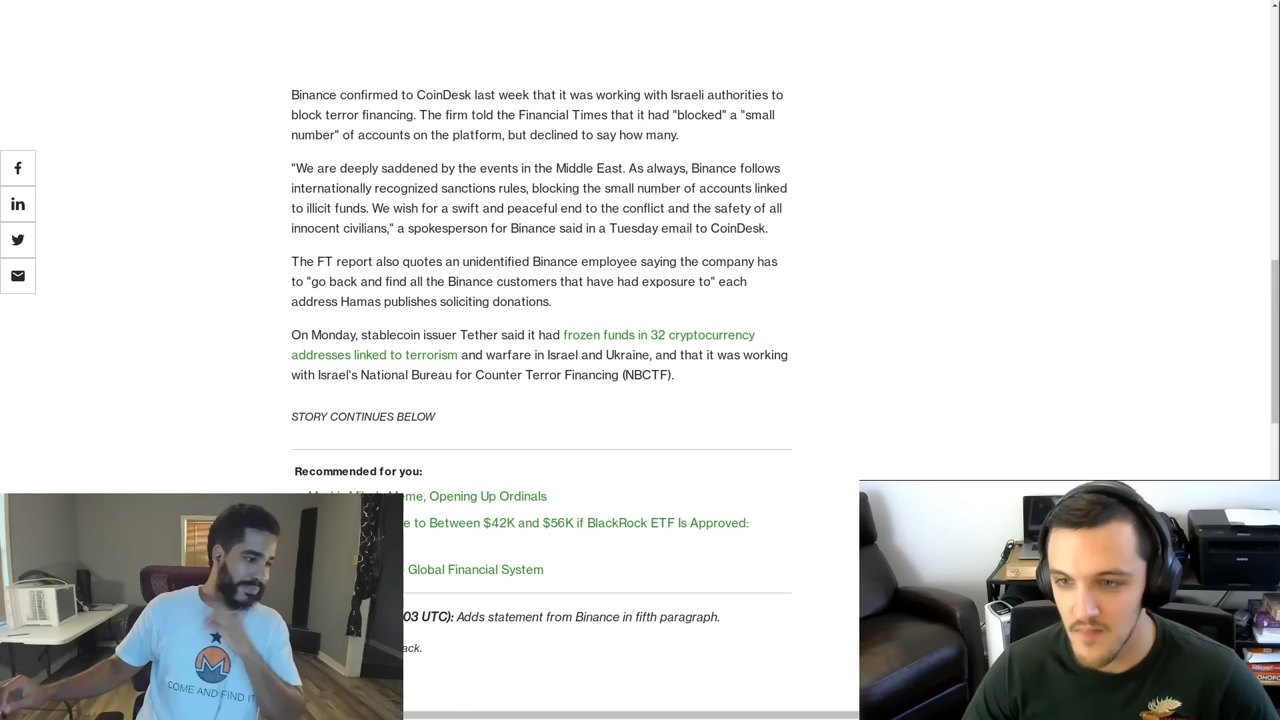 Binance confirmed to CoinDesk last week that it was working with Israeli authorities to
block terror financing. The firm told the Financial Times that it had "blocked" a "small
number" of accounts on the platform, but declined to say how many.
"We are deeply saddened by the events in the Middle East. As always, Binance follows
internationally recognized sanctions rules, blocking the small number of accounts linked
to illicit funds. We wish for a swift and peaceful end to the conflict and the safety of all
innocent civilians," a spokesperson for Binance said in a Tuesday email to CoinDesk.
The FT report also quotes an unidentified Binance employee saying the company has
to "go back and find all the Binance customers that have had exposure to" each
address Hamas publishes soliciting donations.
On Monday, stablecoin issuer Tether said it had frozen funds in 32 cryptocurrency
addresses linked to terrorism and warfare in Israel and Ukraine, and that it was working
with Israel's National Bureau for Counter Terror Financing (NBCTF).
STORY CONTINUES BELOW
Recommended for you:
Opening Up Ordinals
to Between $42K and $56K if BlackRock ETF Is Approved:
Global Financial System
03 UTC): Adds statement from Binance in fifth paragraph.
COME AND FIND IT